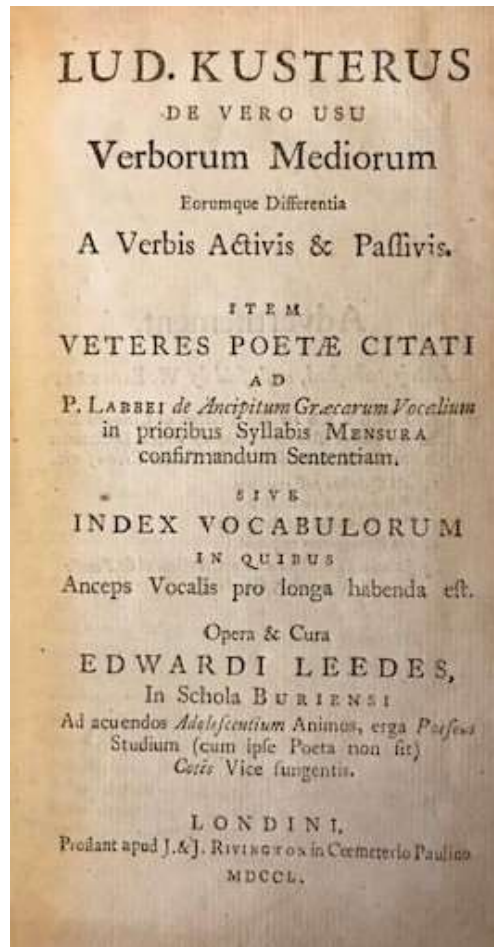 LUD. KUSTERUS
DE VERO USU
Verborum Mediorum
Eorumque Differentia
A Verbis Activis & Paſſivis.
ITEM
VETERES POETÆ CITATI
AD
P. LABBEI de Ancipitum Græcarum Vocalium
in prioribus Syllabis MENSURA
confirmandum Sententiam.
SIVE
INDEX VOCABULORUM
IN QUIBUS
Anceps Vocalis pro longa habenda eſt.
Opera & Cura
EDWARDI LEEDES,
In Schola BURIENSI
Ad acuendos Adoleſcentium Animos, erga Poeſeως
Studium (cum ipſe Poeta non ſit)
Cotis Vice fungentis.
LONDINI,
Proſtant apud J. & J. RIVINGTON in Cœmeterio Paulino
MDCCL.